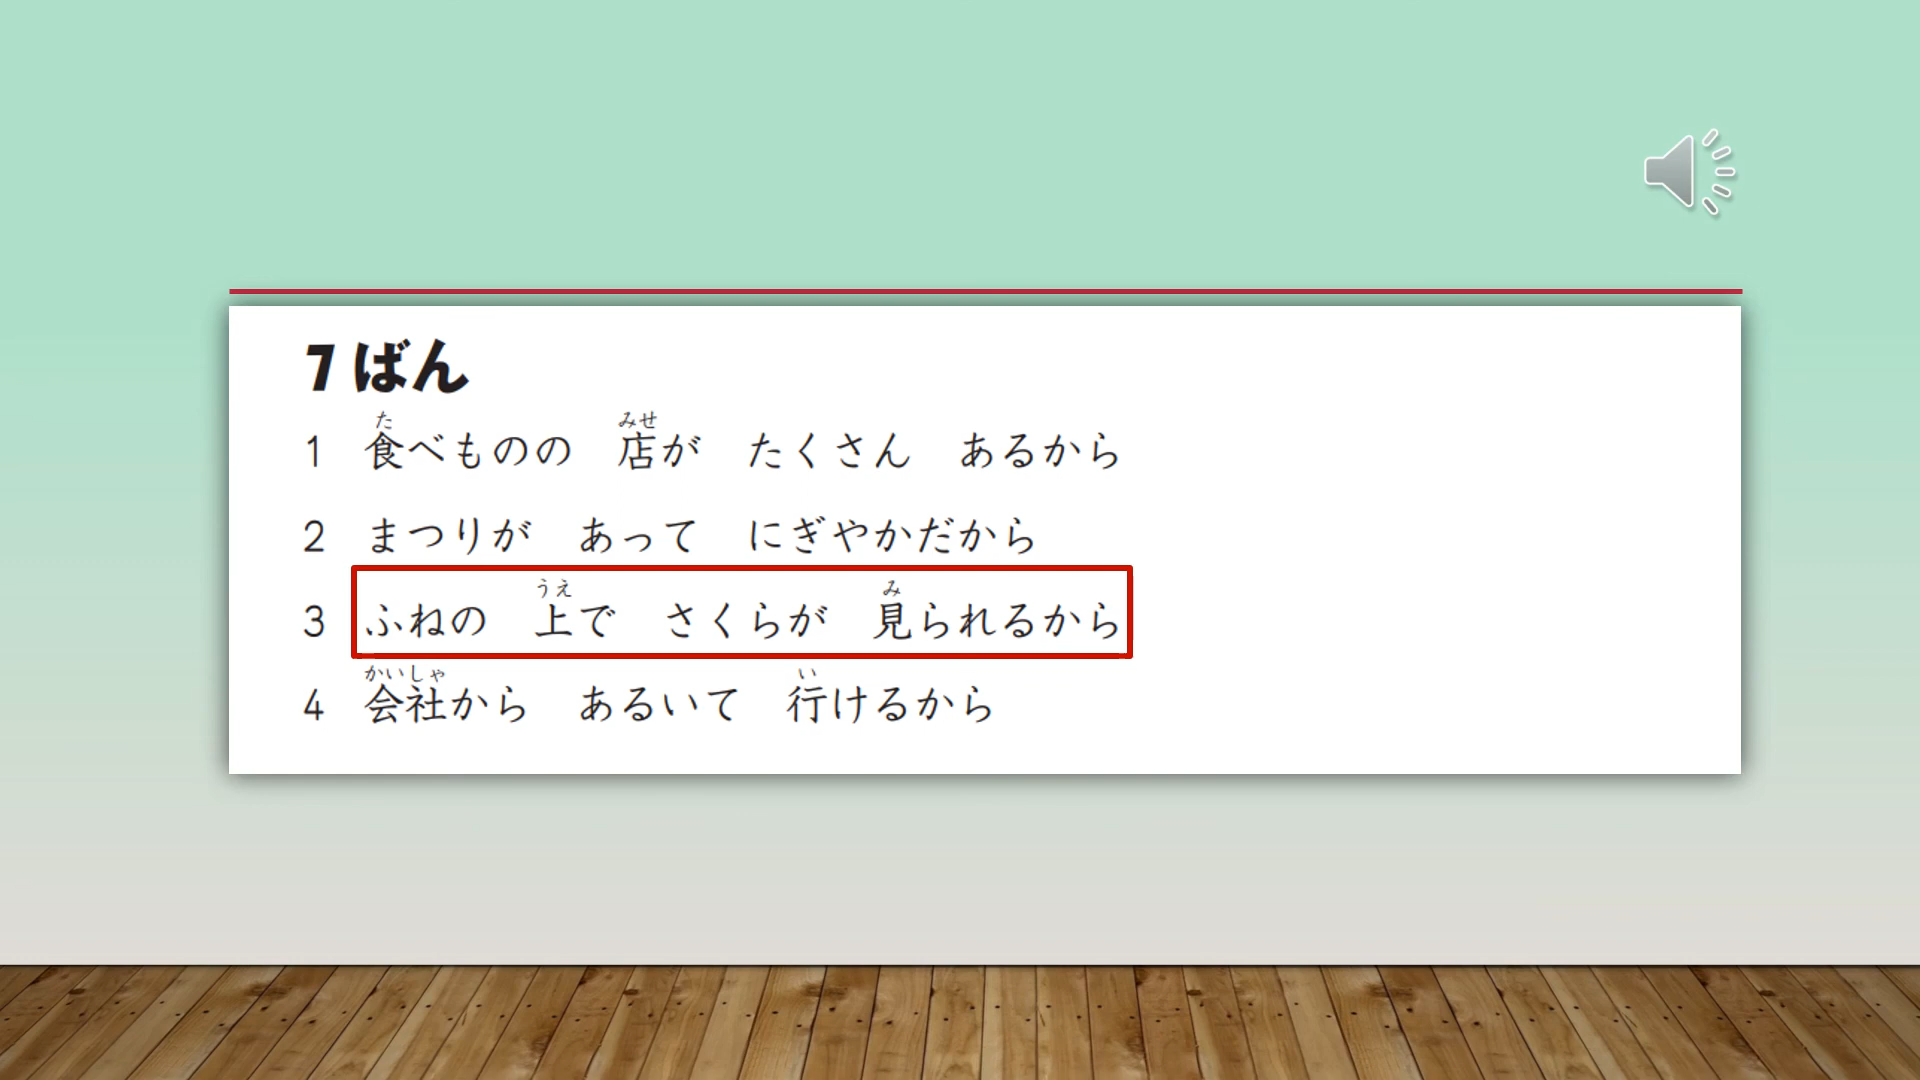 7ばん
1 食べものの 店が たくさん あるから
2 まつりが あって にぎやかだから
3 ふねの 上で さくらが 見られるから
4 会社から あるいて 行けるから